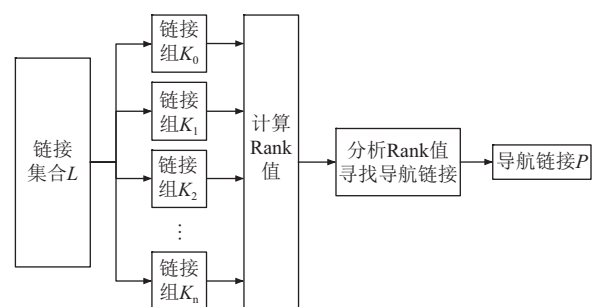 链接
集合L
链接
组K₀
链接
组K₁
链接
组K₂
⋮
链接
组Kₙ
计算
Rank
值
分析Rank值
寻找导航链接
导航链接P